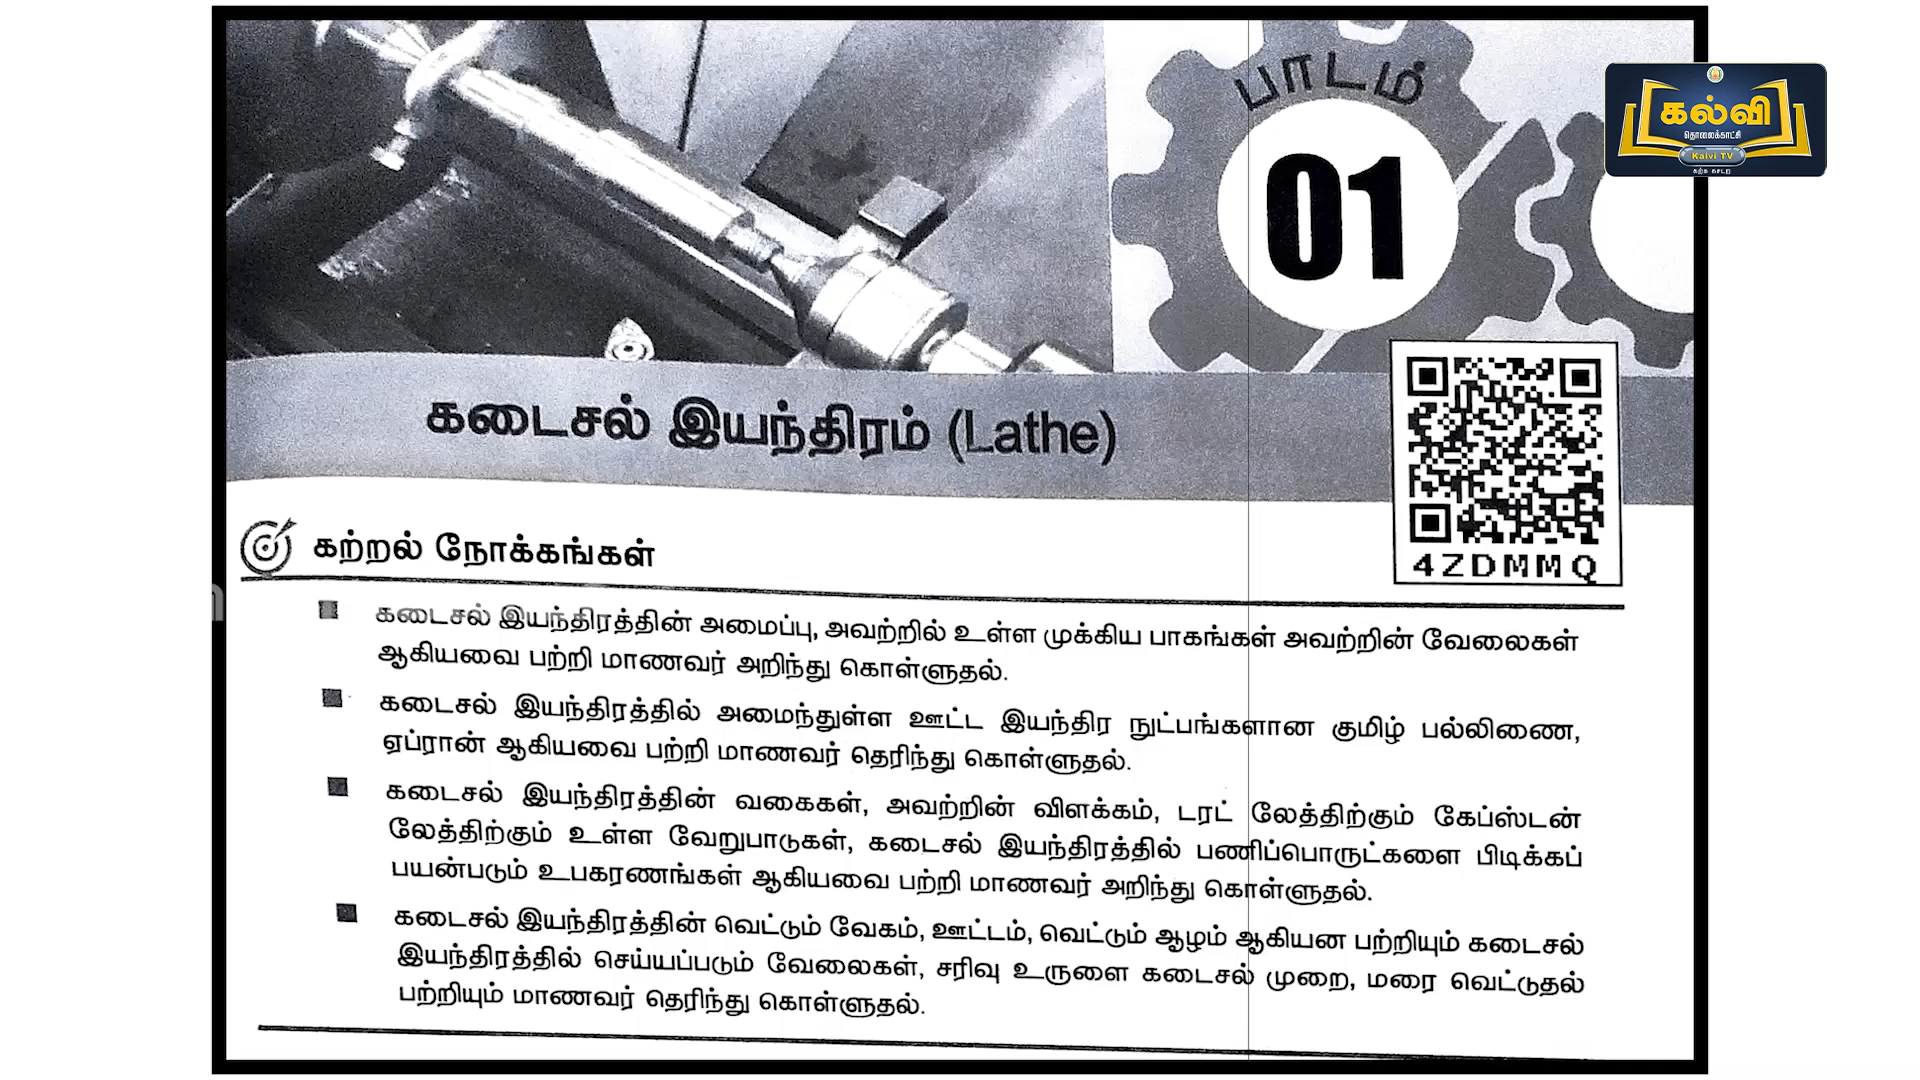 பாடம்
01
கல்வி
தொலைக்காட்சி
Kalvi TV
கற்க கசடற
கடைசல் இயந்திரம் (Lathe)
4ZDMMQ
கற்றல் நோக்கங்கள்
கடைசல் இயந்திரத்தின் அமைப்பு, அவற்றில் உள்ள முக்கிய பாகங்கள் அவற்றின் வேலைகள்
ஆகியவை பற்றி மாணவர் அறிந்து கொள்ளுதல்.
கடைசல் இயந்திரத்தில் அமைந்துள்ள ஊட்ட இயந்திர நுட்பங்களான குமிழ் பல்லிணை,
ஏப்ரான் ஆகியவை பற்றி மாணவர் தெரிந்து கொள்ளுதல்.
கடைசல் இயந்திரத்தின் வகைகள், அவற்றின் விளக்கம், டரட் லேத்திற்கும் கேப்ஸ்டன்
லேத்திற்கும் உள்ள வேறுபாடுகள், கடைசல் இயந்திரத்தில் பணிப்பொருட்களை பிடிக்கப்
பயன்படும் உபகரணங்கள் ஆகியவை பற்றி மாணவர் அறிந்து கொள்ளுதல்.
கடைசல் இயந்திரத்தின் வெட்டும் வேகம், ஊட்டம், வெட்டும் ஆழம் ஆகியன பற்றியும் கடைசல்
இயந்திரத்தில் செய்யப்படும் வேலைகள், சரிவு உருளை கடைசல் முறை, மரை வெட்டுதல்
பற்றியும் மாணவர் தெரிந்து கொள்ளுதல்.